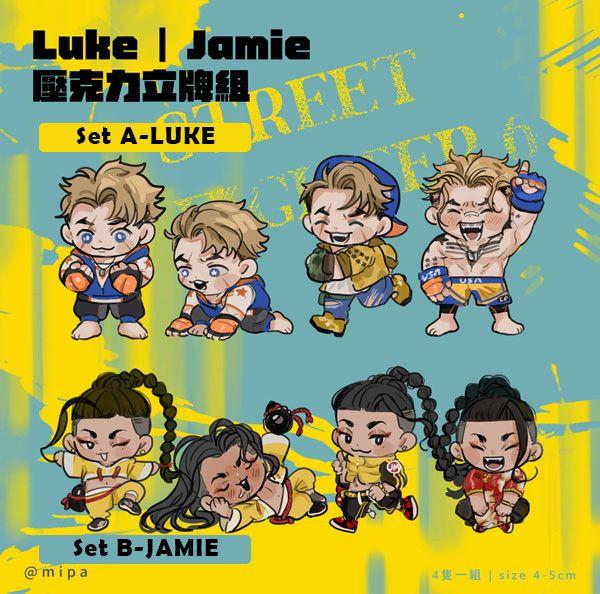 Luke | Jamie
壓克力立牌組
STREET
FIGHTER 6
Set A-LUKE
USA
USA
Set B-JAMIE
@mipa
4隻一組 | size 4-5cm